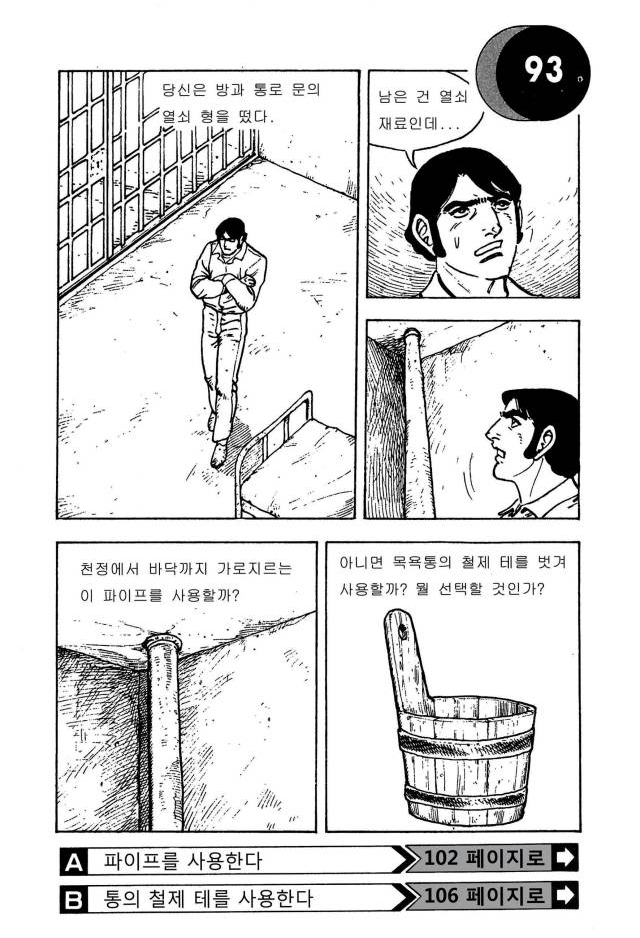 93
당신은 방과 통로 문의
열쇠 형을 떴다.
남은 건 열쇠
재료인데...
천정에서 바닥까지 가로지르는
이 파이프를 사용할까?
아니면 목욕통의 철제 테를 벗겨
사용할까? 뭘 선택할 것인가?
A 파이프를 사용한다 102 페이지로
B 통의 철제 테를 사용한다 106 페이지로